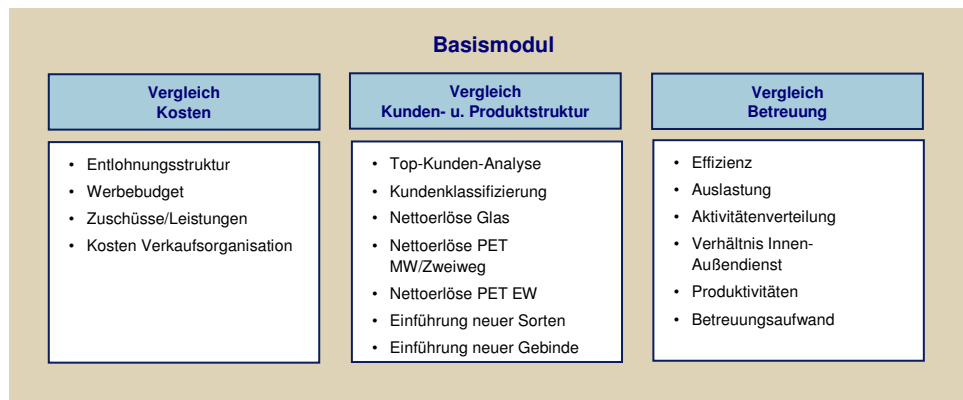 Basismodul
Vergleich
Kosten
• Entlohnungsstruktur
• Werbebudget
• Zuschüsse/Leistungen
• Kosten Verkaufsorganisation
Vergleich
Kunden- u. Produktstruktur
• Top-Kunden-Analyse
• Kundenklassifizierung
• Nettoerlöse Glas
• Nettoerlöse PET
MW/Zweiweg
• Nettoerlöse PET EW
• Einführung neuer Sorten
• Einführung neuer Gebinde
Vergleich
Betreuung
• Effizienz
• Auslastung
• Aktivitätenverteilung
• Verhältnis Innen-
Außendienst
• Produktivitäten
• Betreuungsaufwand